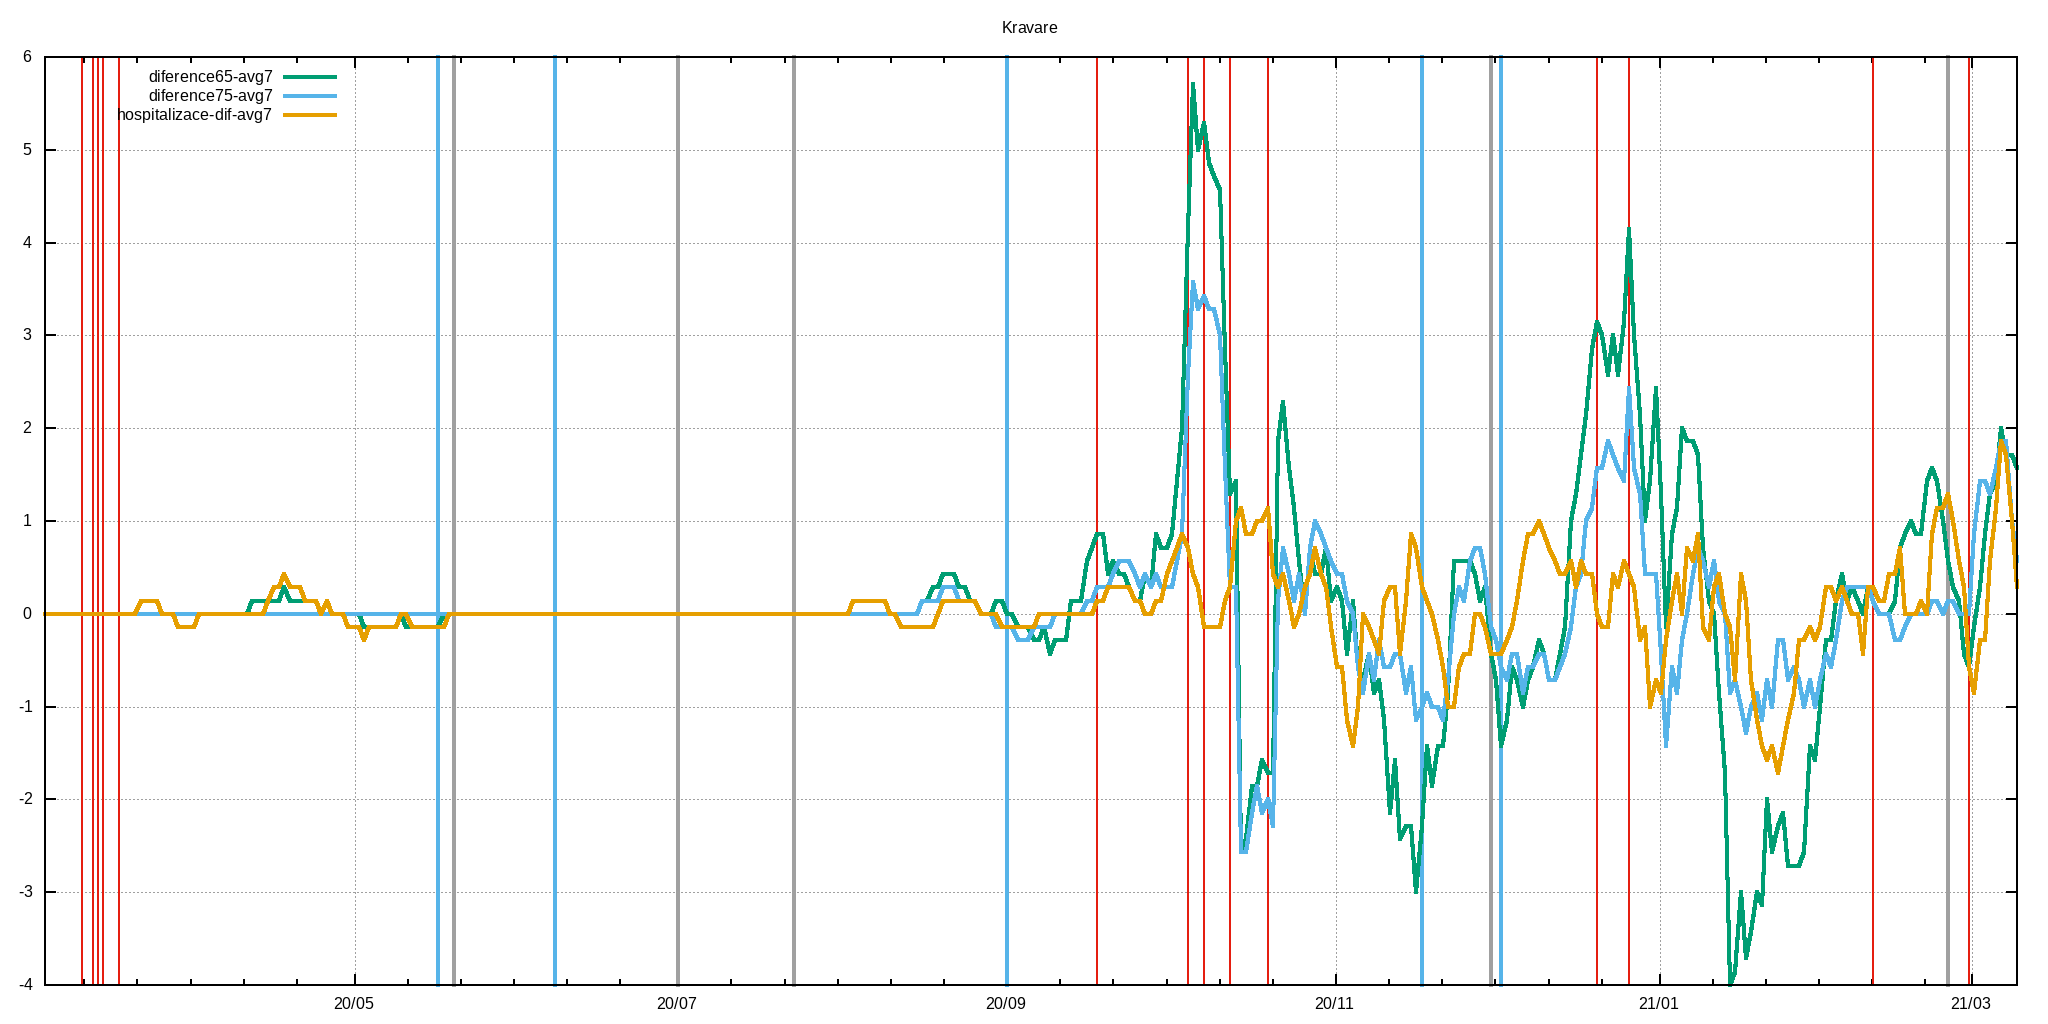 Kravare
diference65-avg7
diference75-avg7
hospitalizace-dif-avg7
6
5
4
3
2
1
0
-1
-2
-3
-4
20/05 20/07 20/09 20/11 21/01 21/03